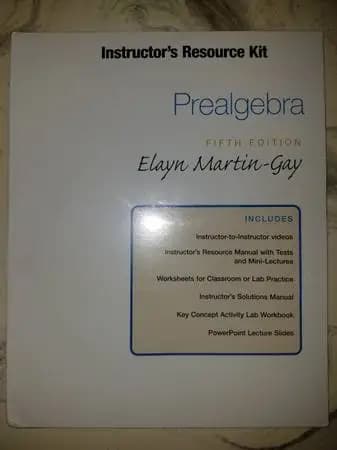 Instructor's Resource Kit
Prealgebra
FIFTH EDITION
Elayn Martin-Gay
INCLUDES
Instructor-to-Instructor videos
Instructor's Resource Manual with Tests
and Mini-Lectures
Worksheets for Classroom or Lab Practice
Instructor's Solutions Manual
Key Concept Activity Lab Workbook
PowerPoint Lecture Slides